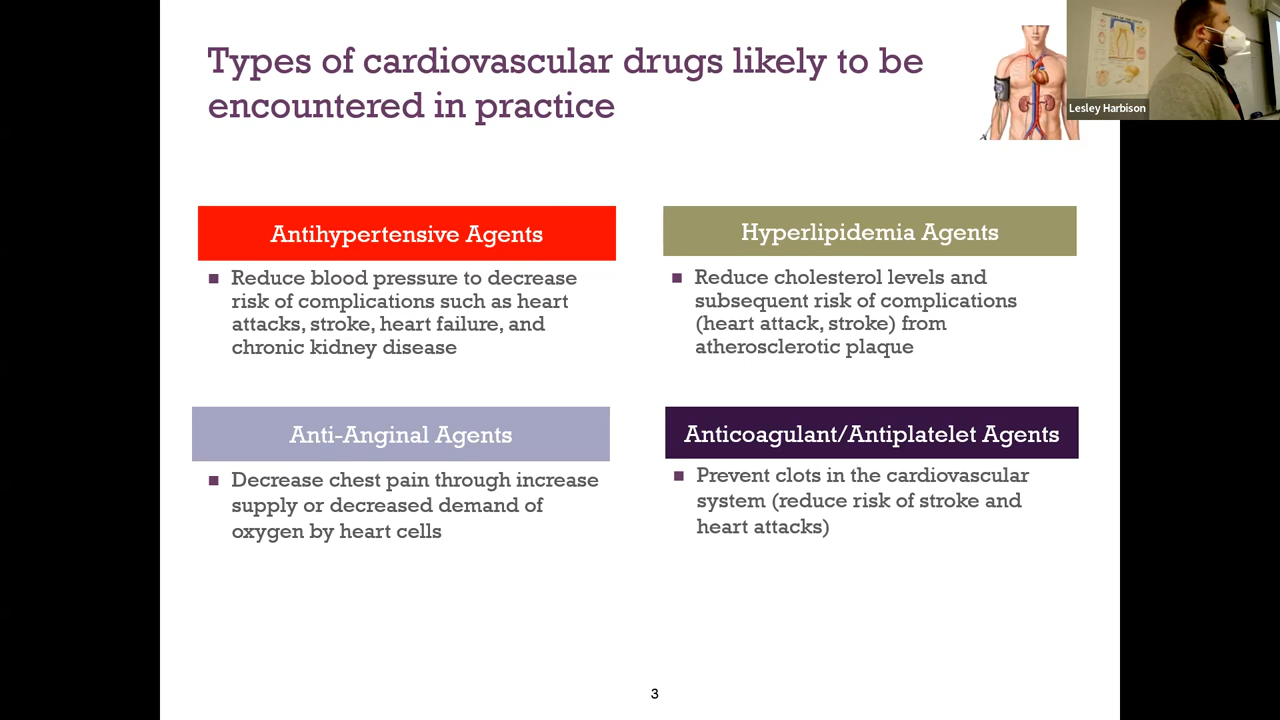 Types of cardiovascular drugs likely to be
encountered in practice
Lesley Harbison
Antihypertensive Agents
Reduce blood pressure to decrease
risk of complications such as heart
attacks, stroke, heart failure, and
chronic kidney disease
Hyperlipidemia Agents
Reduce cholesterol levels and
subsequent risk of complications
(heart attack, stroke) from
atherosclerotic plaque
Anti-Anginal Agents
Decrease chest pain through increase
supply or decreased demand of
oxygen by heart cells
Anticoagulant/Antiplatelet Agents
Prevent clots in the cardiovascular
system (reduce risk of stroke and
heart attacks)
3